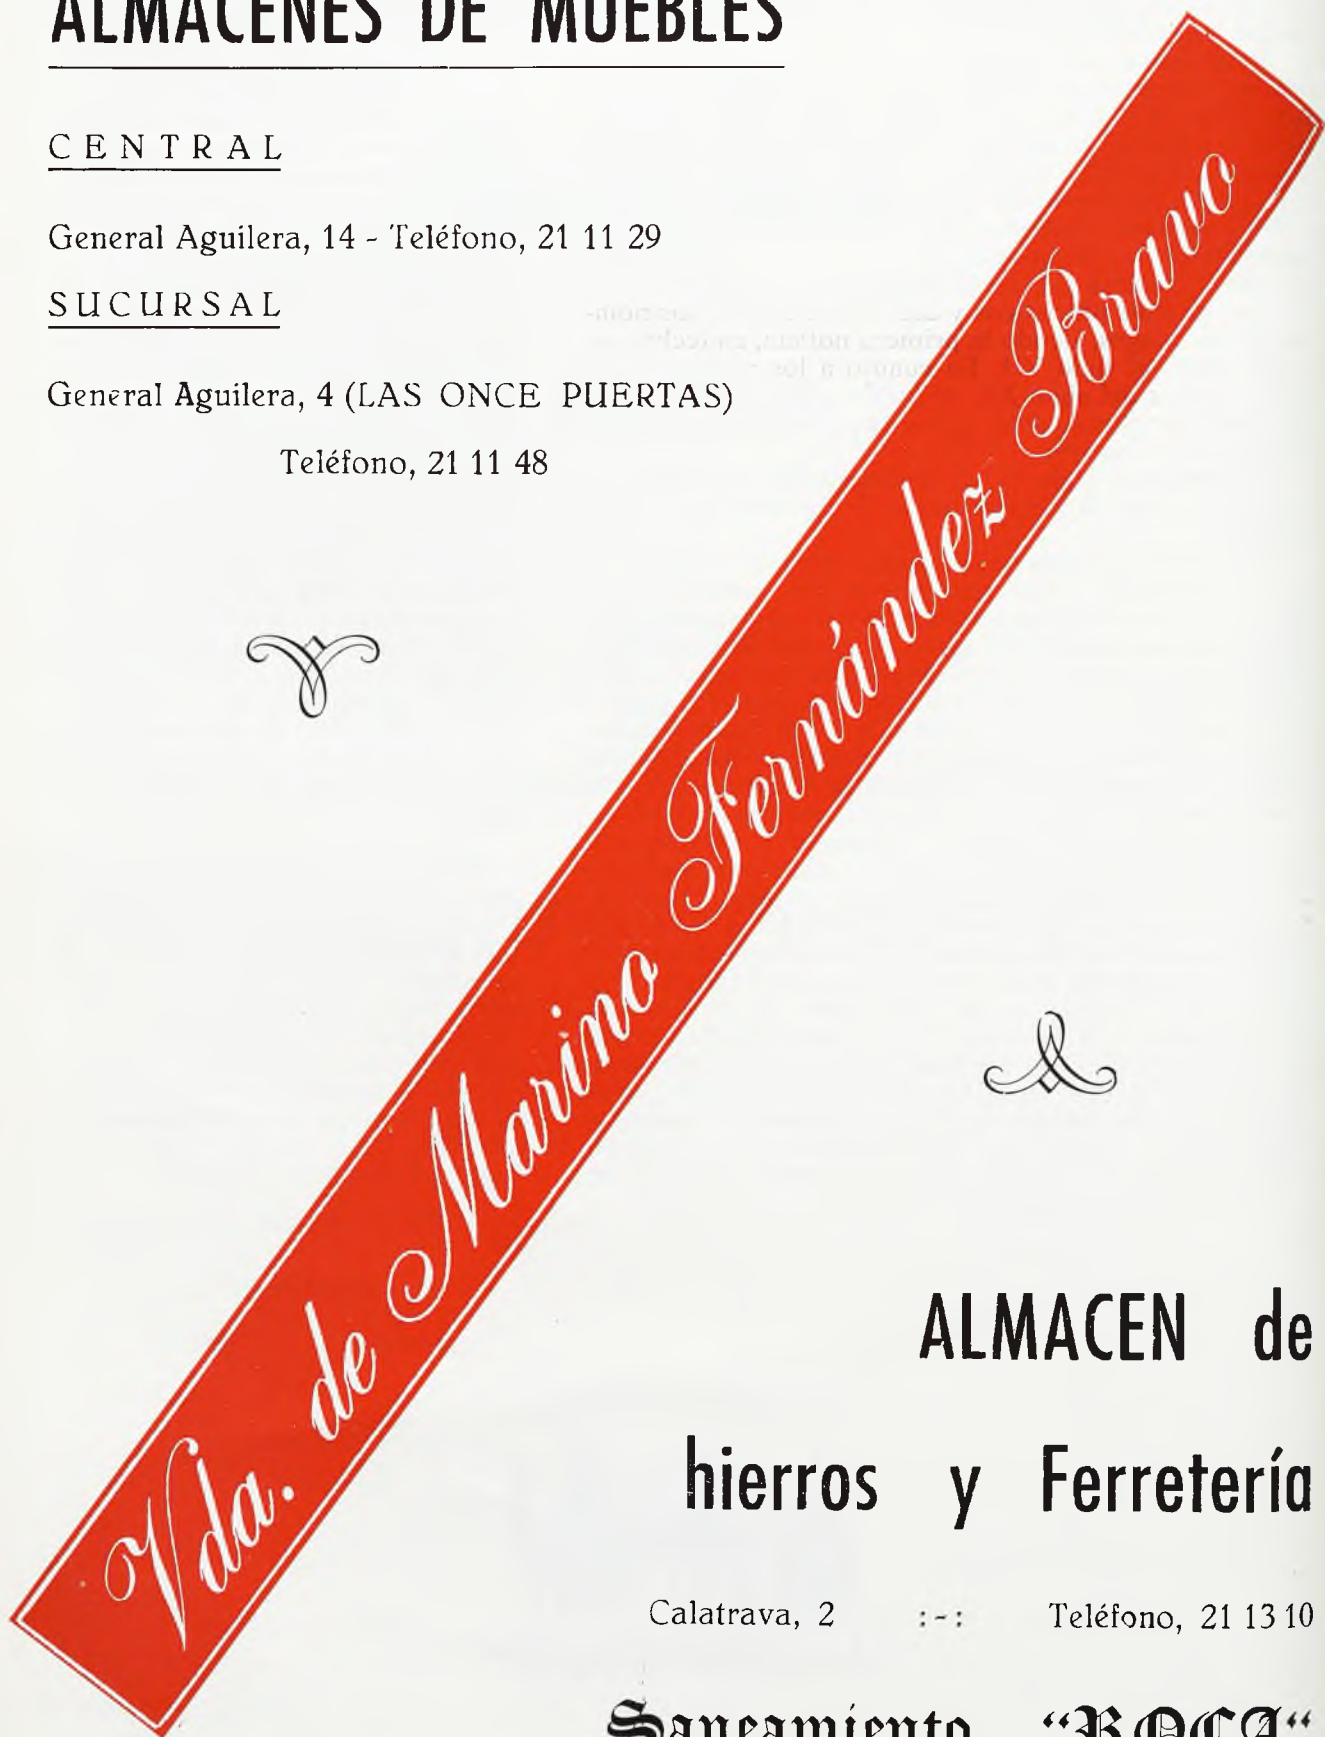 ALMACENES DE MUEBLES
CENTRAL
General Aguilera, 14 - Teléfono, 21 11 29
SUCURSAL
General Aguilera, 4 (LAS ONCE PUERTAS)
Teléfono, 21 11 48
Vda. de Marino Fernández Bravo
ALMACEN de
hierros y Ferretería
Calatrava, 2 :-: Teléfono, 21 13 10
Saneamiento “ROCA“